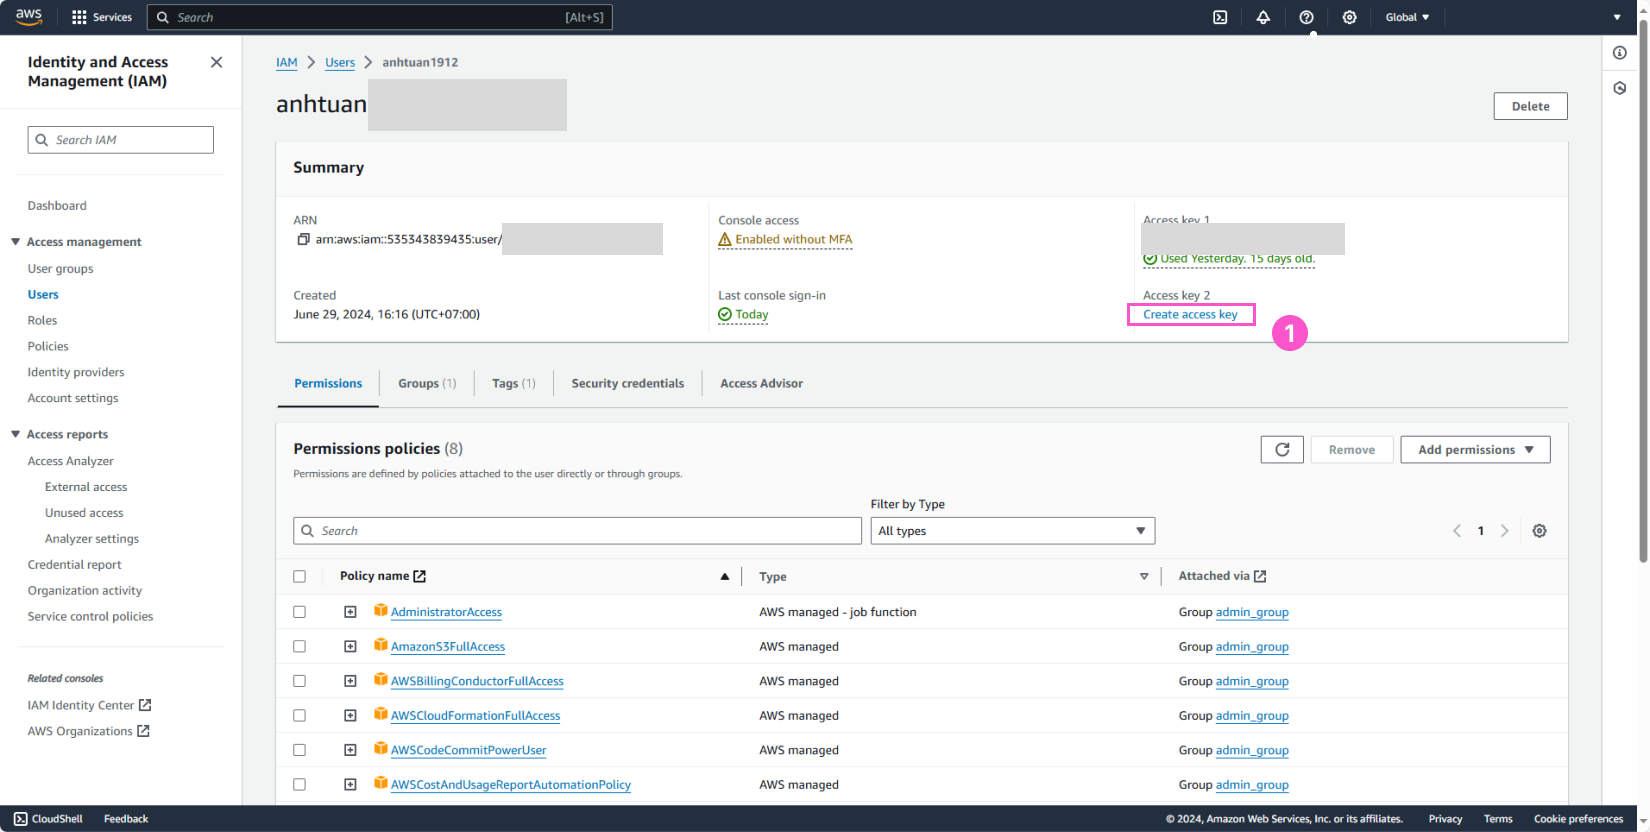 aws Services Search [Alt+S] Global
Identity and Access Management (IAM)
Search IAM
Dashboard
Access management
User groups
Users
Roles
Policies
Identity providers
Account settings
Access reports
Access Analyzer
External access
Unused access
Analyzer settings
Credential report
Organization activity
Service control policies
Related consoles
IAM Identity Center
AWS Organizations
IAM > Users > anhtuan1912
anhtuan
Delete
Summary
ARN
arn:aws:iam::535343839435:user/
Console access
Enabled without MFA
Access key 1
Used Yesterday. 15 days old.
Created
June 29, 2024, 16:16 (UTC+07:00)
Last console sign-in
Today
Access key 2
Create access key
1
Permissions Groups (1) Tags (1) Security credentials Access Advisor
Permissions policies (8)
Permissions are defined by policies attached to the user directly or through groups.
Remove Add permissions
Filter by Type
Search All types 1
Policy name Type Attached via
AdministratorAccess AWS managed - job function Group admin_group
AmazonS3FullAccess AWS managed Group admin_group
AWSBillingConductorFullAccess AWS managed Group admin_group
AWSCloudFormationFullAccess AWS managed Group admin_group
AWSCodeCommitPowerUser AWS managed Group admin_group
AWSCostAndUsageReportAutomationPolicy AWS managed Group admin_group
CloudShell Feedback © 2024, Amazon Web Services, Inc. or its affiliates. Privacy Terms Cookie preferences